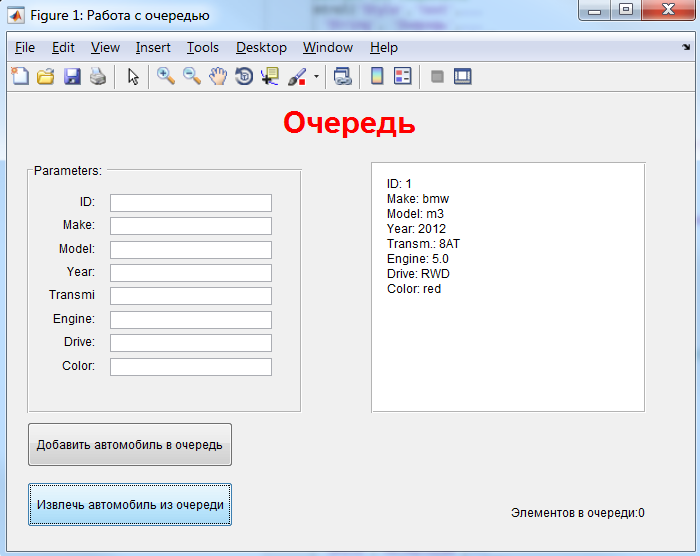 Figure 1: Работа с очередью
File Edit View Insert Tools Desktop Window Help
Очередь
Parameters:
ID:
Make:
Model:
Year:
Transmi
Engine:
Drive:
Color:
ID: 1
Make: bmw
Model: m3
Year: 2012
Transm.: 8AT
Engine: 5.0
Drive: RWD
Color: red
Добавить автомобиль в очередь
Извлечь автомобиль из очереди
Элементов в очереди:0